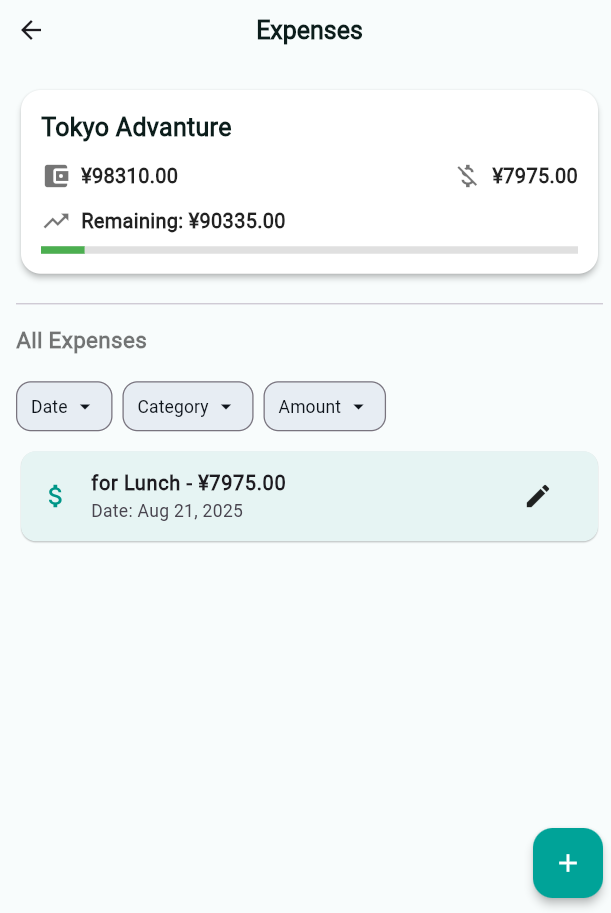 Expenses
Tokyo Advanture
¥98310.00 ¥7975.00
Remaining: ¥90335.00
All Expenses
Date Category Amount
for Lunch - ¥7975.00
Date: Aug 21, 2025